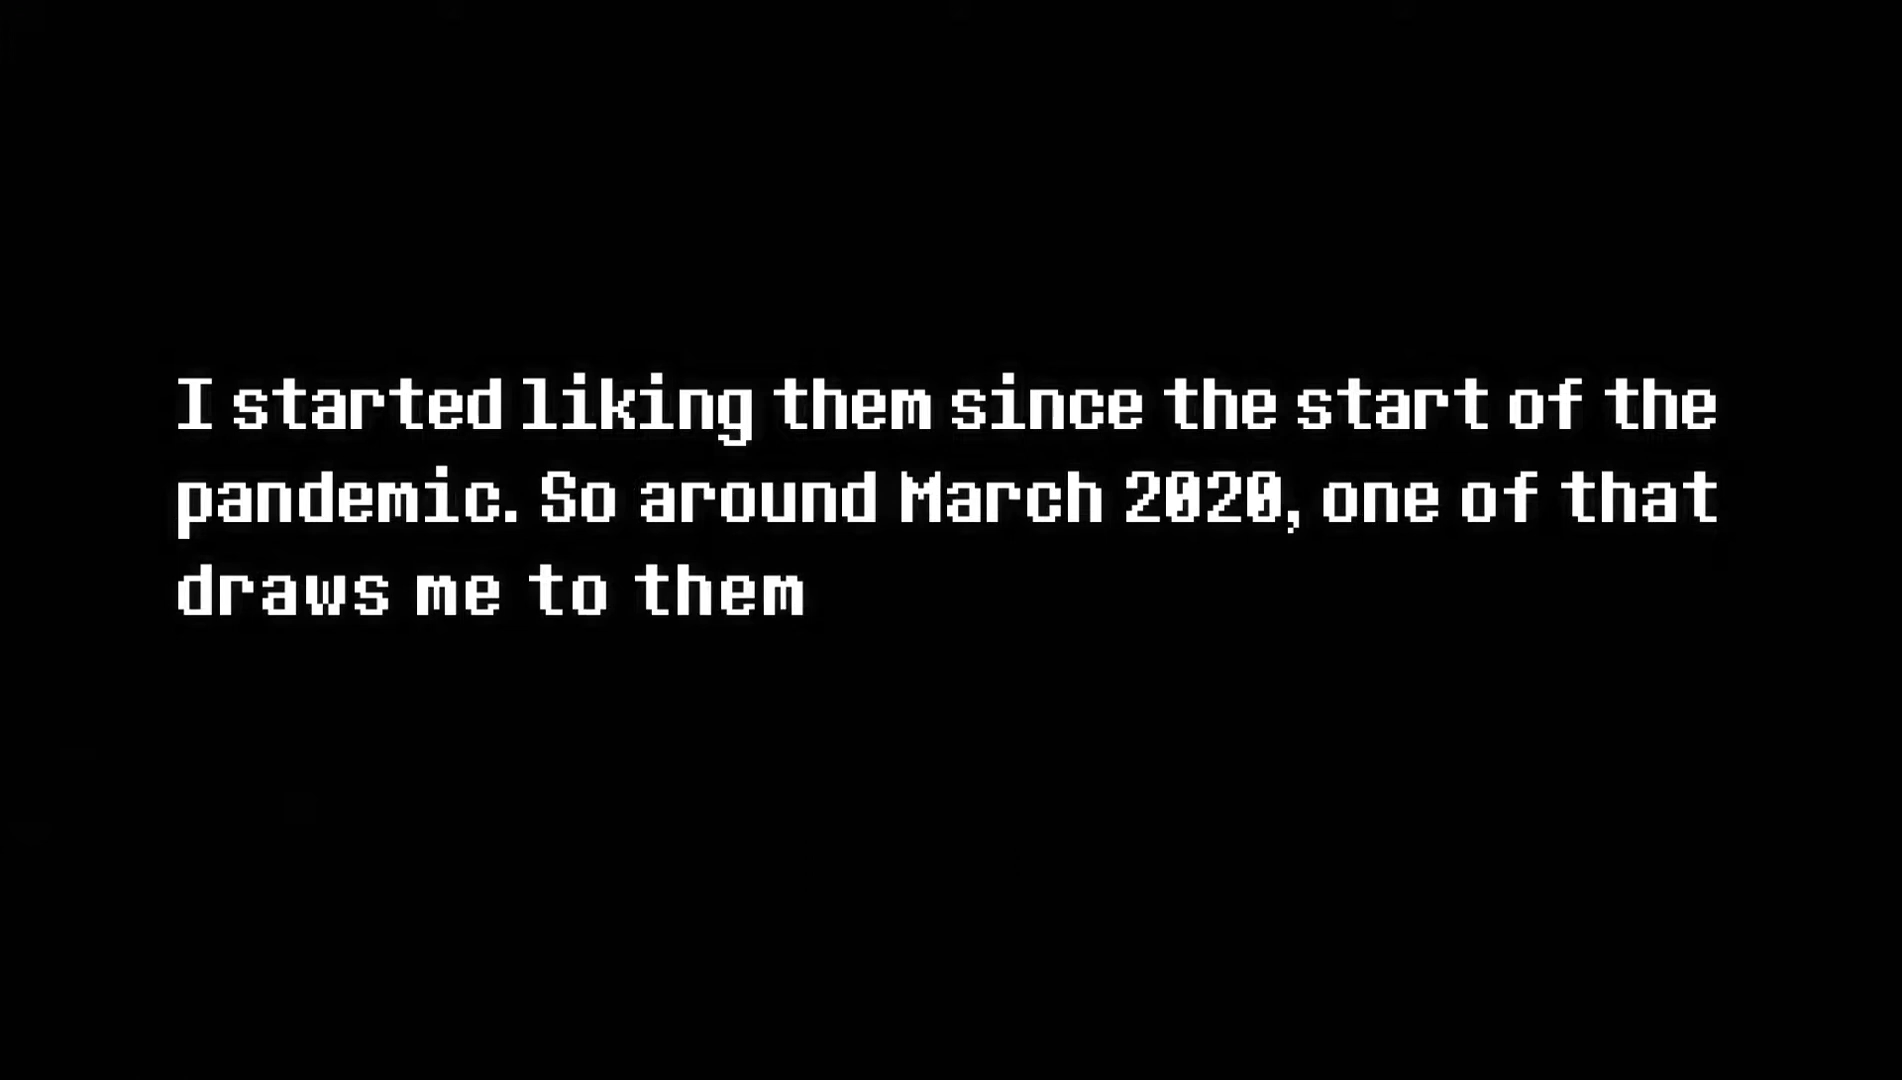 I started liking them since the start of the
pandemic. So around March 2020, one of that
draws me to them